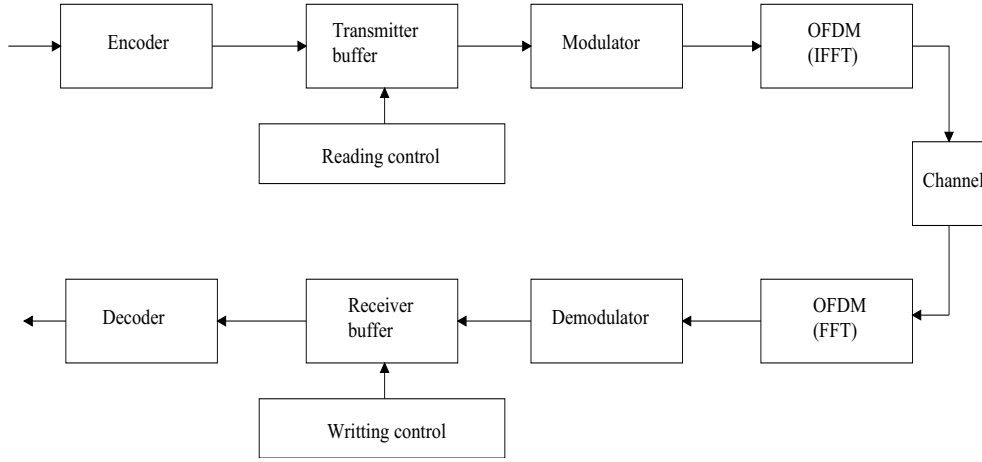 Encoder
Transmitter
buffer
Modulator
OFDM
(IFFT)
Reading control
Channel
Decoder
Receiver
buffer
Demodulator
OFDM
(FFT)
Writting control